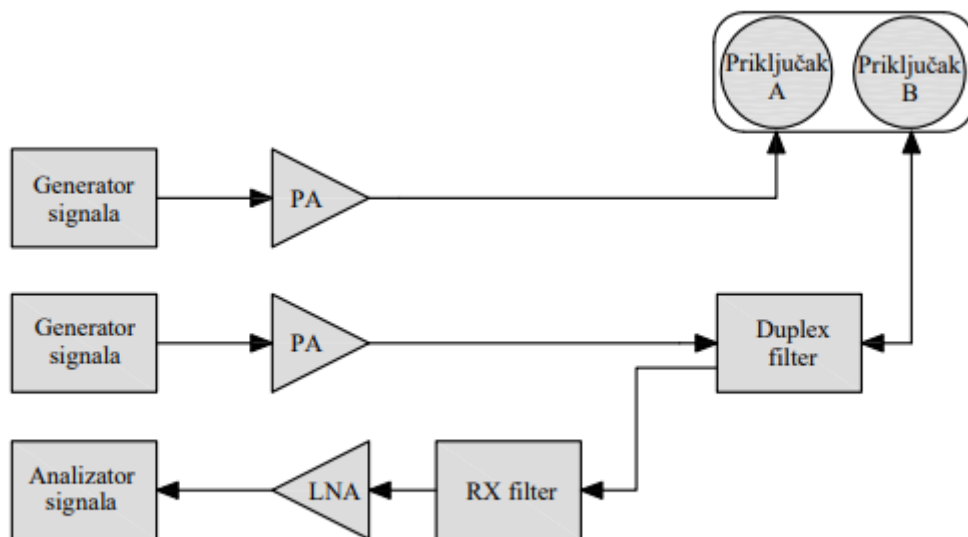 Priključak
A
Priključak
B
Generator
signala
PA
Generator
signala
PA
Duplex
filter
Analizator
signala
LNA
RX filter